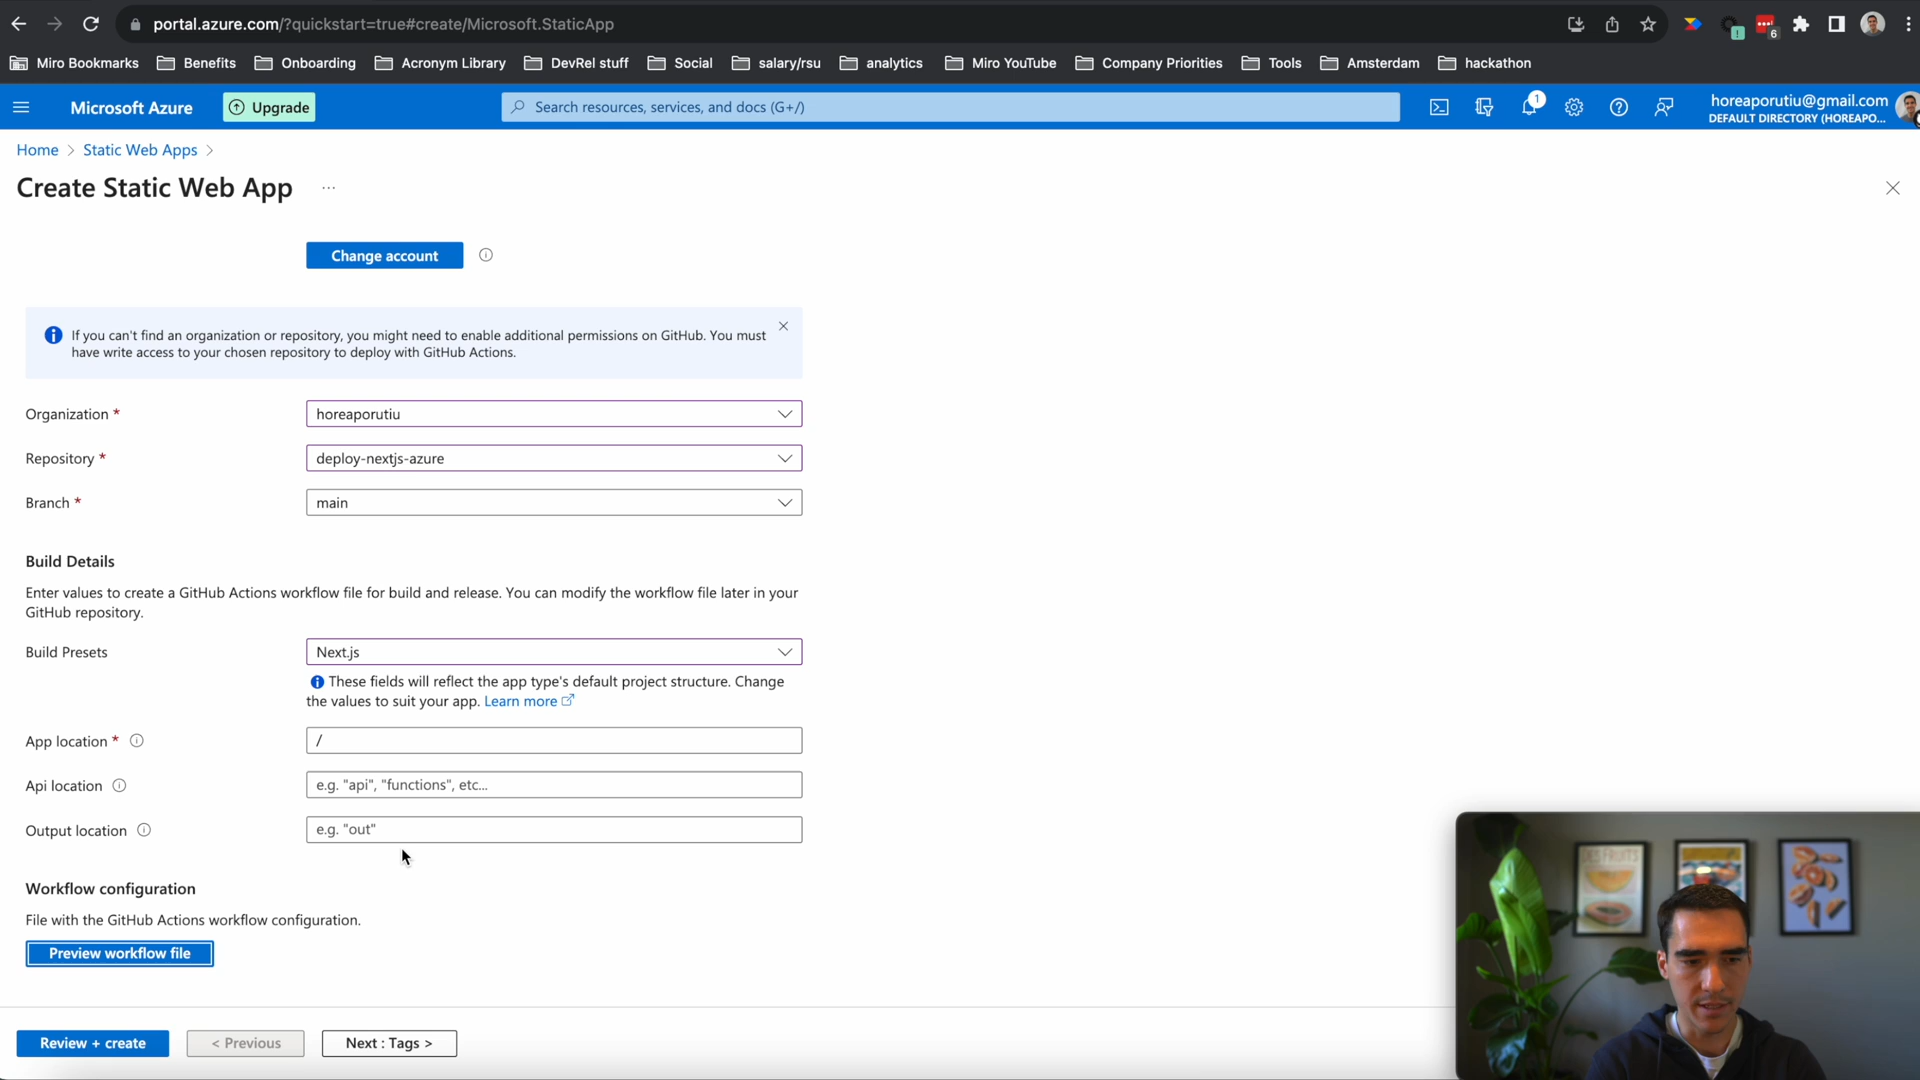 portal.azure.com/?quickstart=true#create/Microsoft.StaticApp
6
Miro Bookmarks
Benefits
Onboarding
Acronym Library
DevRel stuff
Social
salary/rsu
analytics
Miro YouTube
Company Priorities
Tools
Amsterdam
hackathon
Microsoft Azure
Upgrade
Search resources, services, and docs (G+/)
1
horeaporutiu@gmail.com
DEFAULT DIRECTORY (HOREAPO...
Home > Static Web Apps >
Create Static Web App ...
Change account
If you can't find an organization or repository, you might need to enable additional permissions on GitHub. You must
have write access to your chosen repository to deploy with GitHub Actions.
Organization *
horeaporutiu
Repository *
deploy-nextjs-azure
Branch *
main
Build Details
Enter values to create a GitHub Actions workflow file for build and release. You can modify the workflow file later in your
GitHub repository.
Build Presets
Next.js
These fields will reflect the app type's default project structure. Change
the values to suit your app. Learn more
App location *
/
Api location
e.g. "api", "functions", etc...
Output location
e.g. "out"
Workflow configuration
File with the GitHub Actions workflow configuration.
Preview workflow file
Review + create
< Previous
Next : Tags >
DES FRUITS